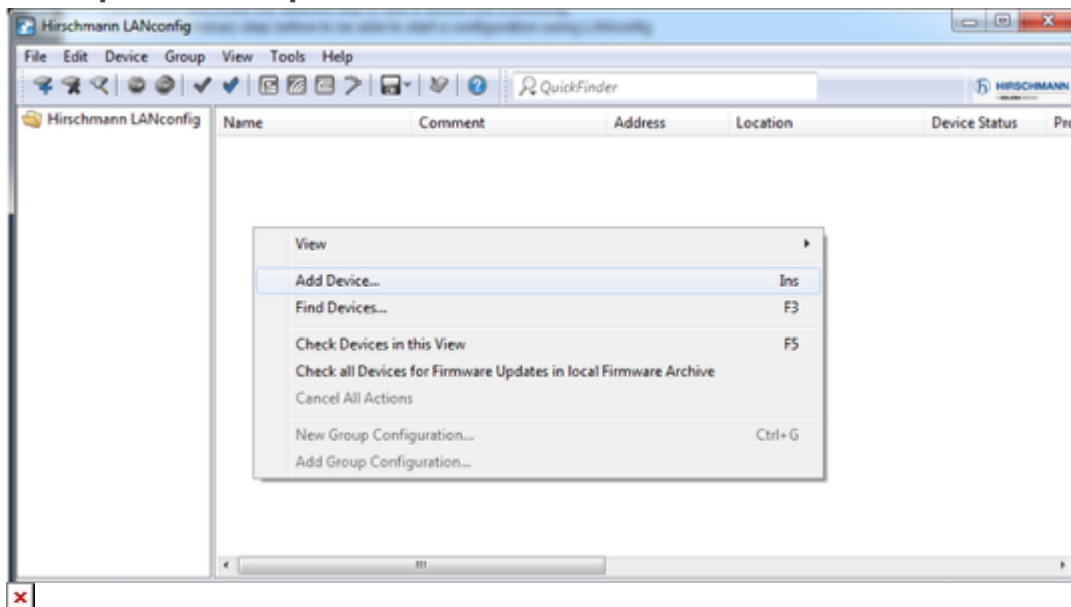 Hirschmann LANconfig
File Edit Device Group View Tools Help
QuickFinder
HIRSCHMANN
Hirschmann LANconfig
Name Comment Address Location Device Status Pr
View
Add Device... Ins
Find Devices... F3
Check Devices in this View F5
Check all Devices for Firmware Updates in local Firmware Archive
Cancel All Actions
New Group Configuration... Ctrl+G
Add Group Configuration...